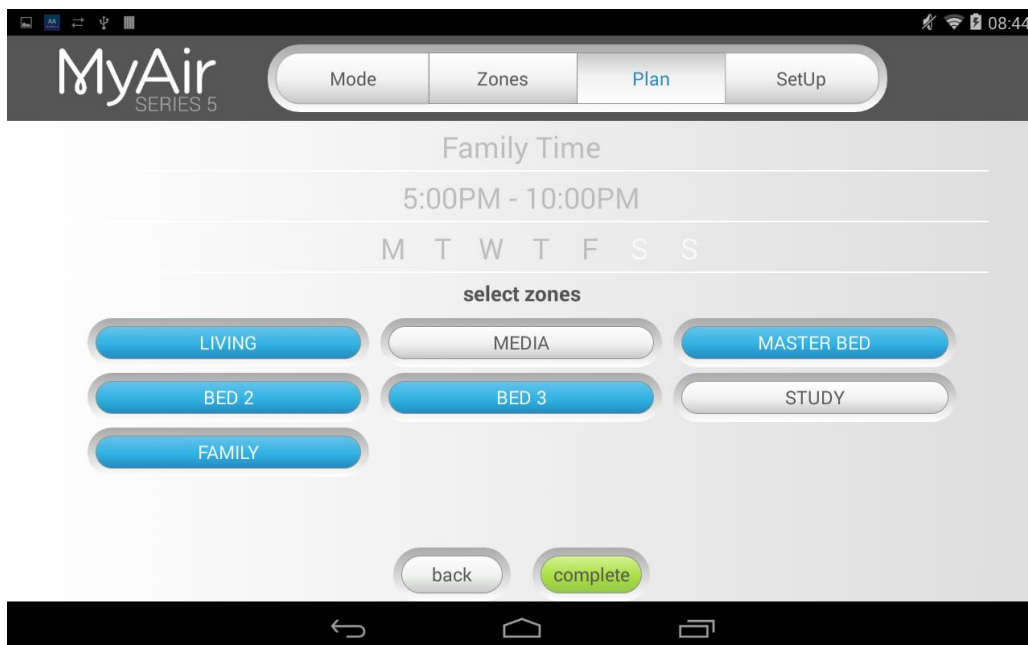 AA 08:44
MyAir Mode Zones Plan SetUp
SERIES 5
Family Time
5:00PM - 10:00PM
M T W T F S S
select zones
LIVING MEDIA MASTER BED
BED 2 BED 3 STUDY
FAMILY
back complete